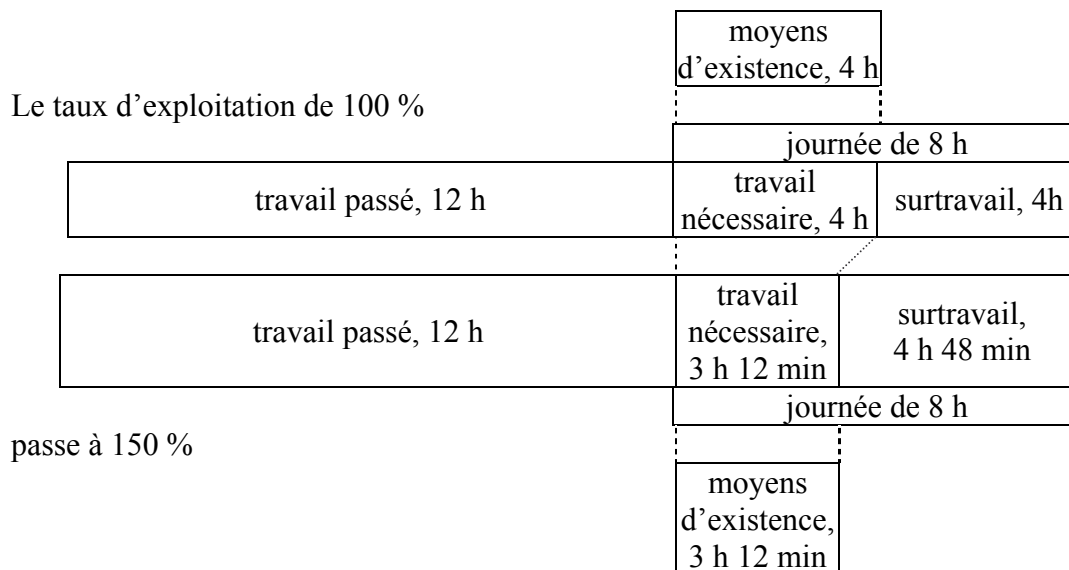 moyens
d’existence, 4 h
Le taux d’exploitation de 100 %
journée de 8 h
travail passé, 12 h
travail
nécessaire, 4 h
surtravail, 4h
travail passé, 12 h
travail
nécessaire,
3 h 12 min
surtravail,
4 h 48 min
journée de 8 h
passe à 150 %
moyens
d’existence,
3 h 12 min